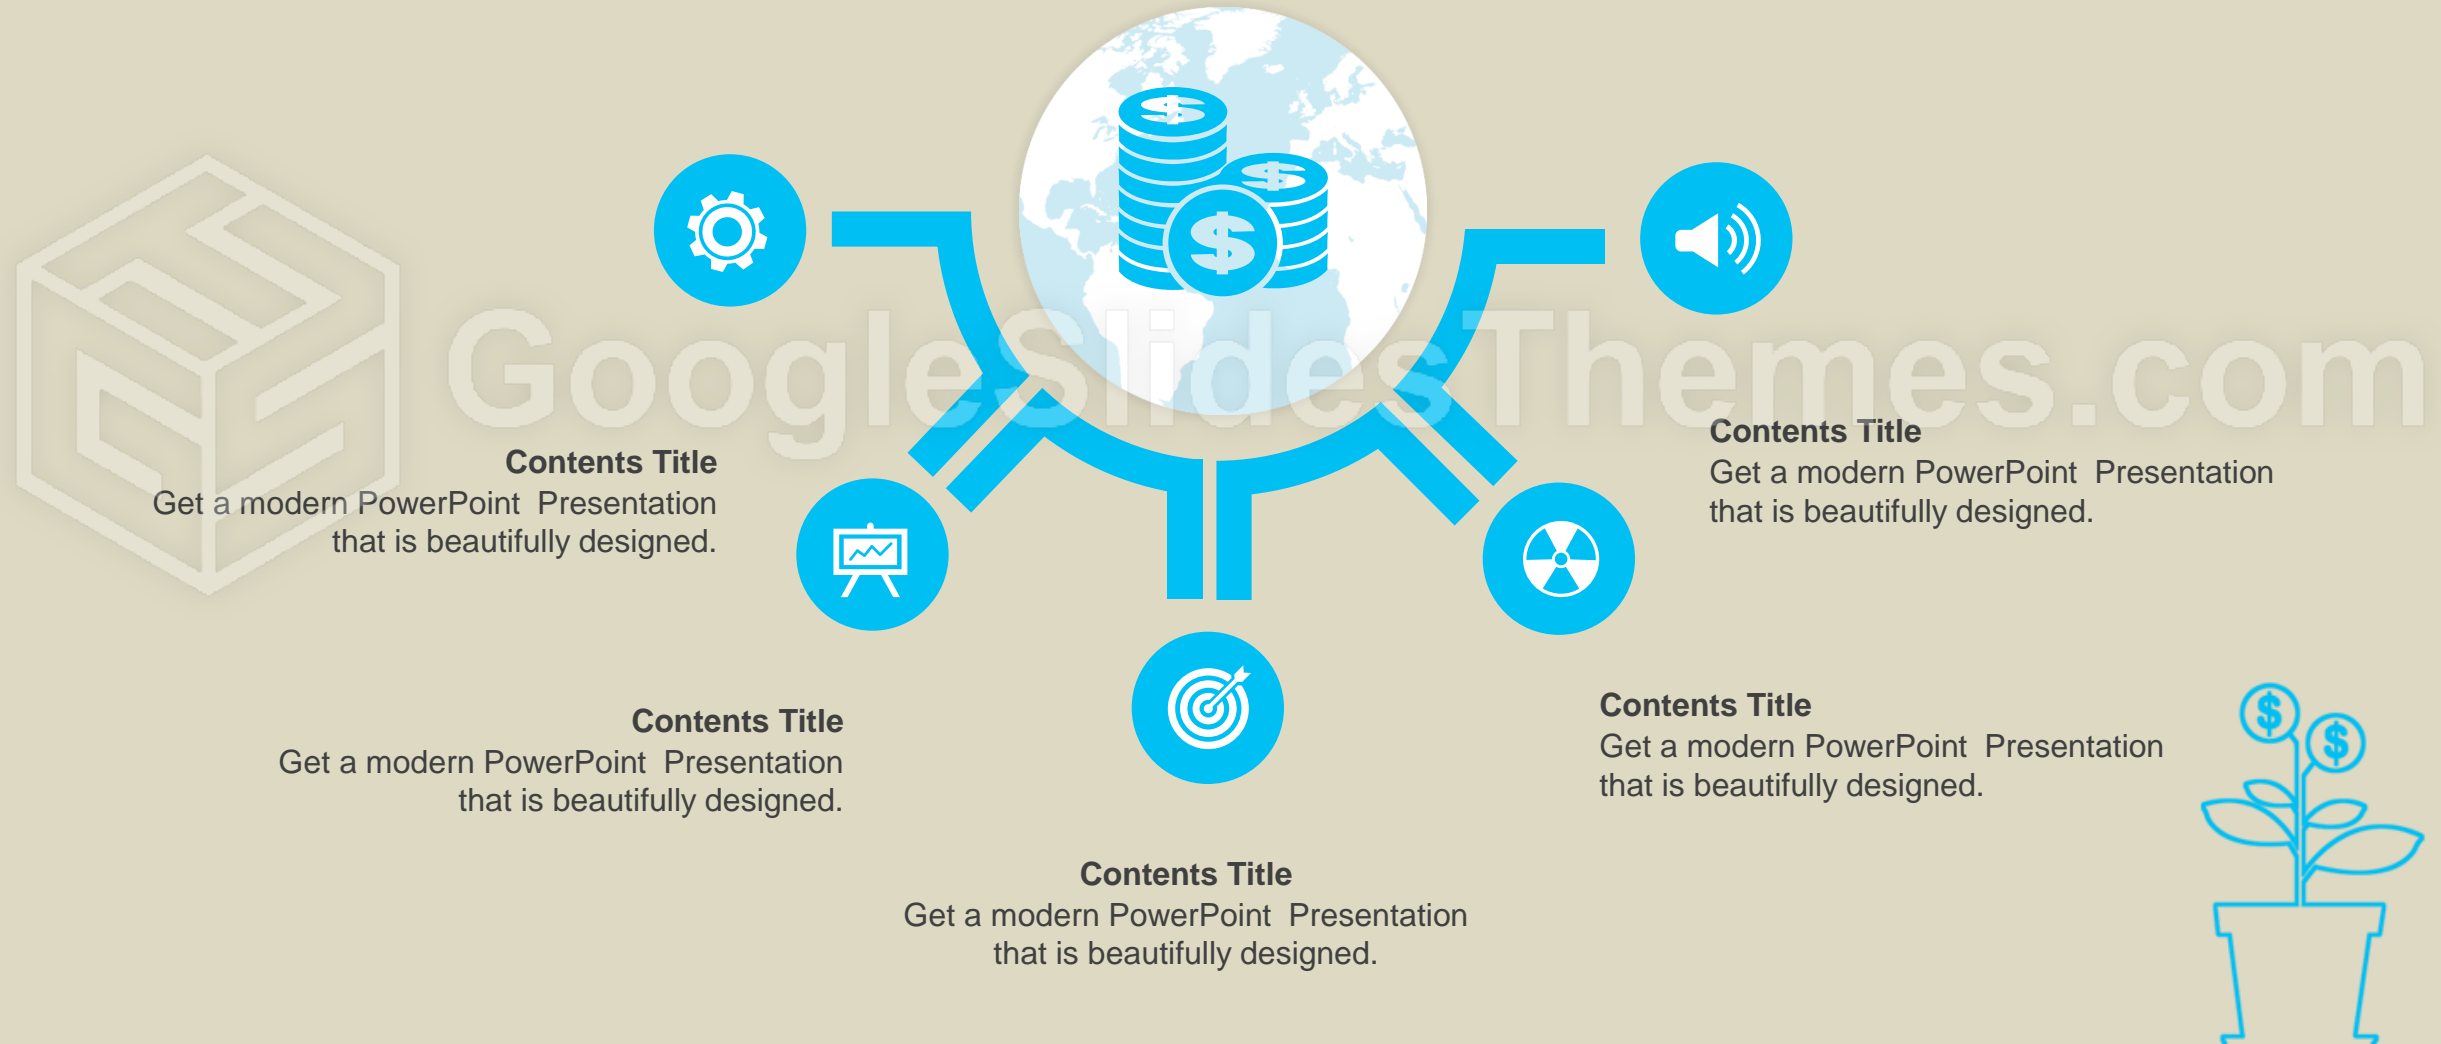 GoogleSlidesThemes.com
Contents Title
Get a modern PowerPoint  Presentation
that is beautifully designed.
Contents Title
Get a modern PowerPoint  Presentation
that is beautifully designed.
Contents Title
Get a modern PowerPoint  Presentation
that is beautifully designed.
Contents Title
Get a modern PowerPoint  Presentation
that is beautifully designed.
Contents Title
Get a modern PowerPoint  Presentation
that is beautifully designed.